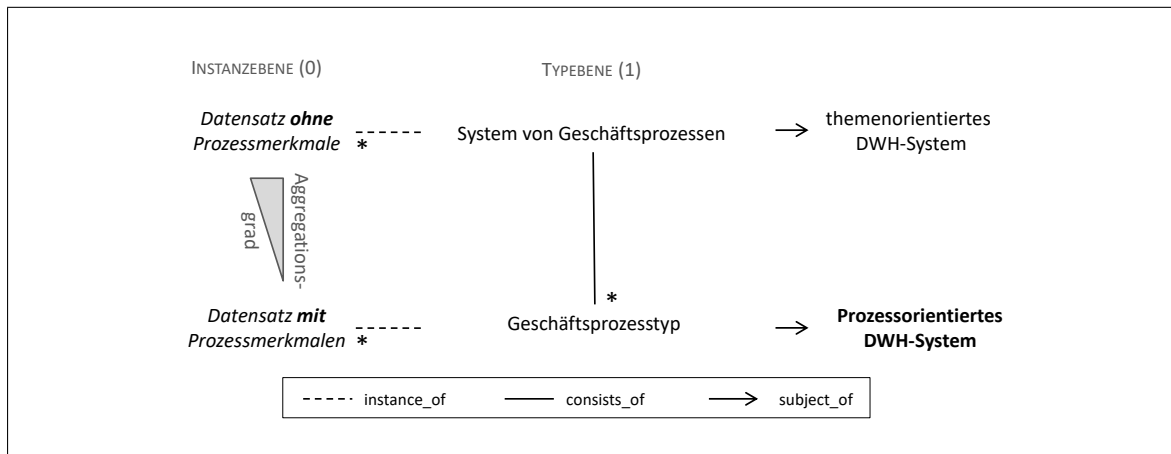 INSTANZEBENE (0)
TYPEBENE (1)
Datensatz ohne
Prozessmerkmale *
System von Geschäftsprozessen
themenorientiertes
DWH-System
Aggregations-
grad
*
Datensatz mit
Prozessmerkmalen *
Geschäftsprozesstyp
Prozessorientiertes
DWH-System
instance_of
consists_of
subject_of